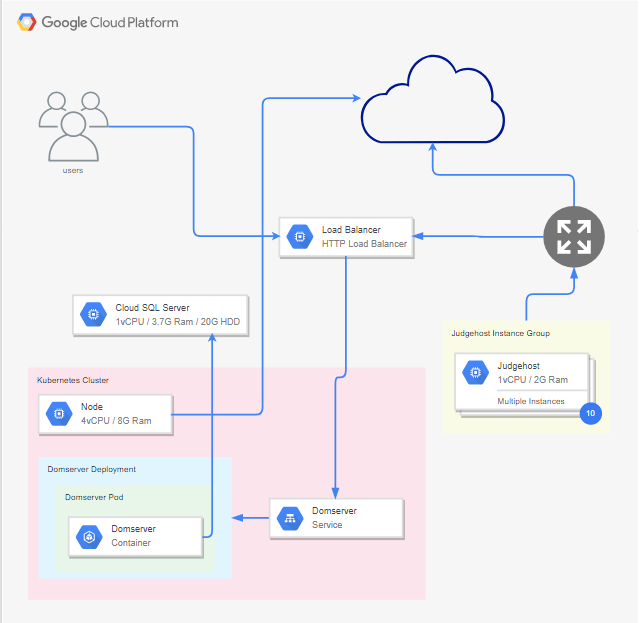 Google Cloud Platform
users
Load Balancer
HTTP Load Balancer
Cloud SQL Server
1vCPU / 3.7G Ram / 20G HDD
Judgehost Instance Group
Judgehost
1vCPU / 2G Ram
Multiple Instances
10
Kubernetes Cluster
Node
4vCPU / 8G Ram
Domserver Deployment
Domserver Pod
Domserver
Container
Domserver
Service